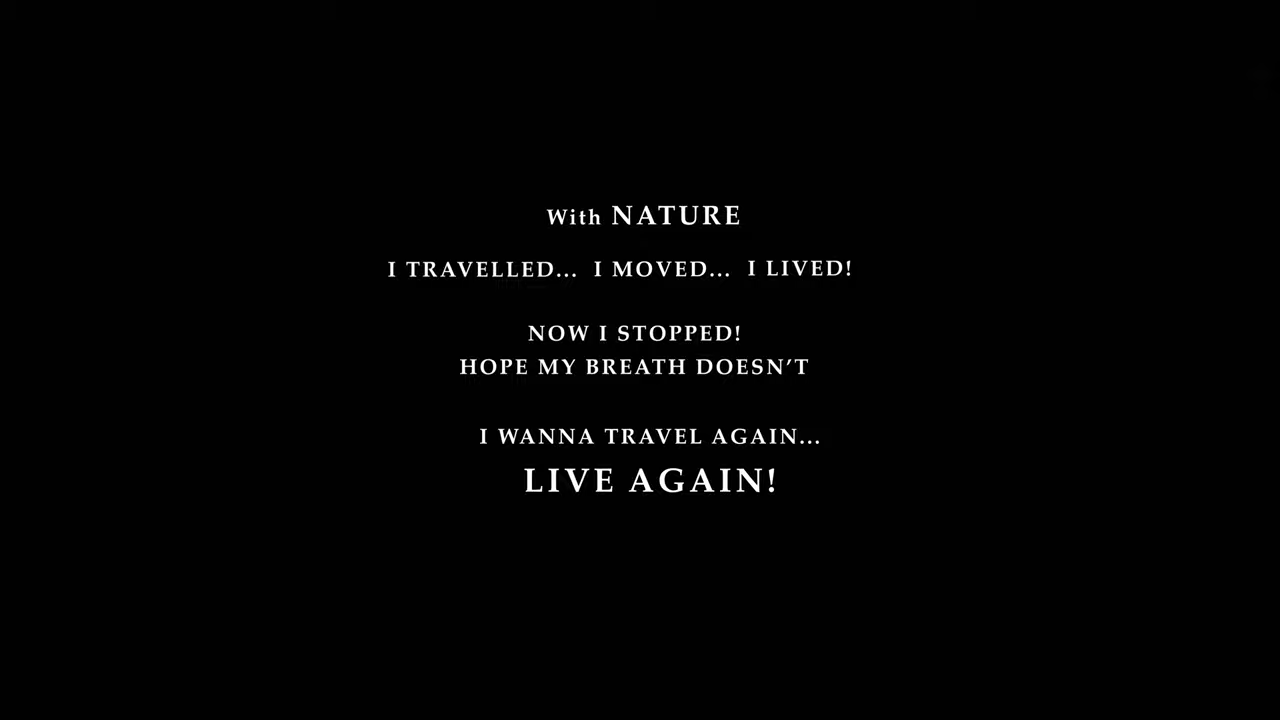 With NATURE
I TRAVELLED... I MOVED... I LIVED!
NOW I STOPPED!
HOPE MY BREATH DOESN’T
I WANNA TRAVEL AGAIN...
LIVE AGAIN!